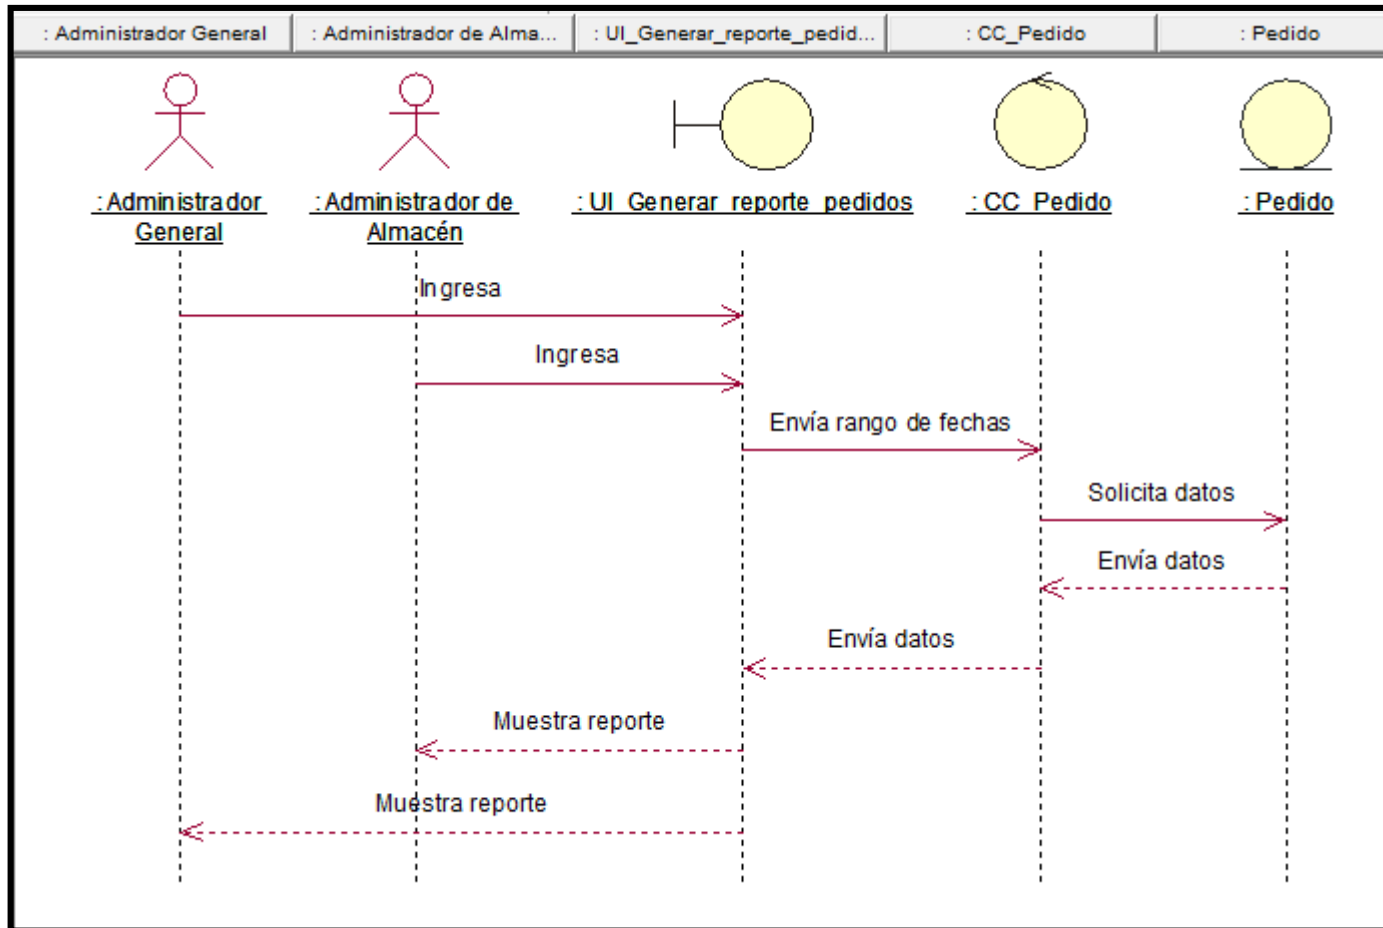 : Administrador General
: Administrador de Alma...
: UI_Generar_reporte_pedid...
: CC_Pedido
: Pedido
: Administrador
General
: Administrador de
Almacén
: UI_Generar_reporte_pedidos
: CC_Pedido
: Pedido
Ingresa
Ingresa
Envía rango de fechas
Solicita datos
Envía datos
Envía datos
Muestra reporte
Muestra reporte